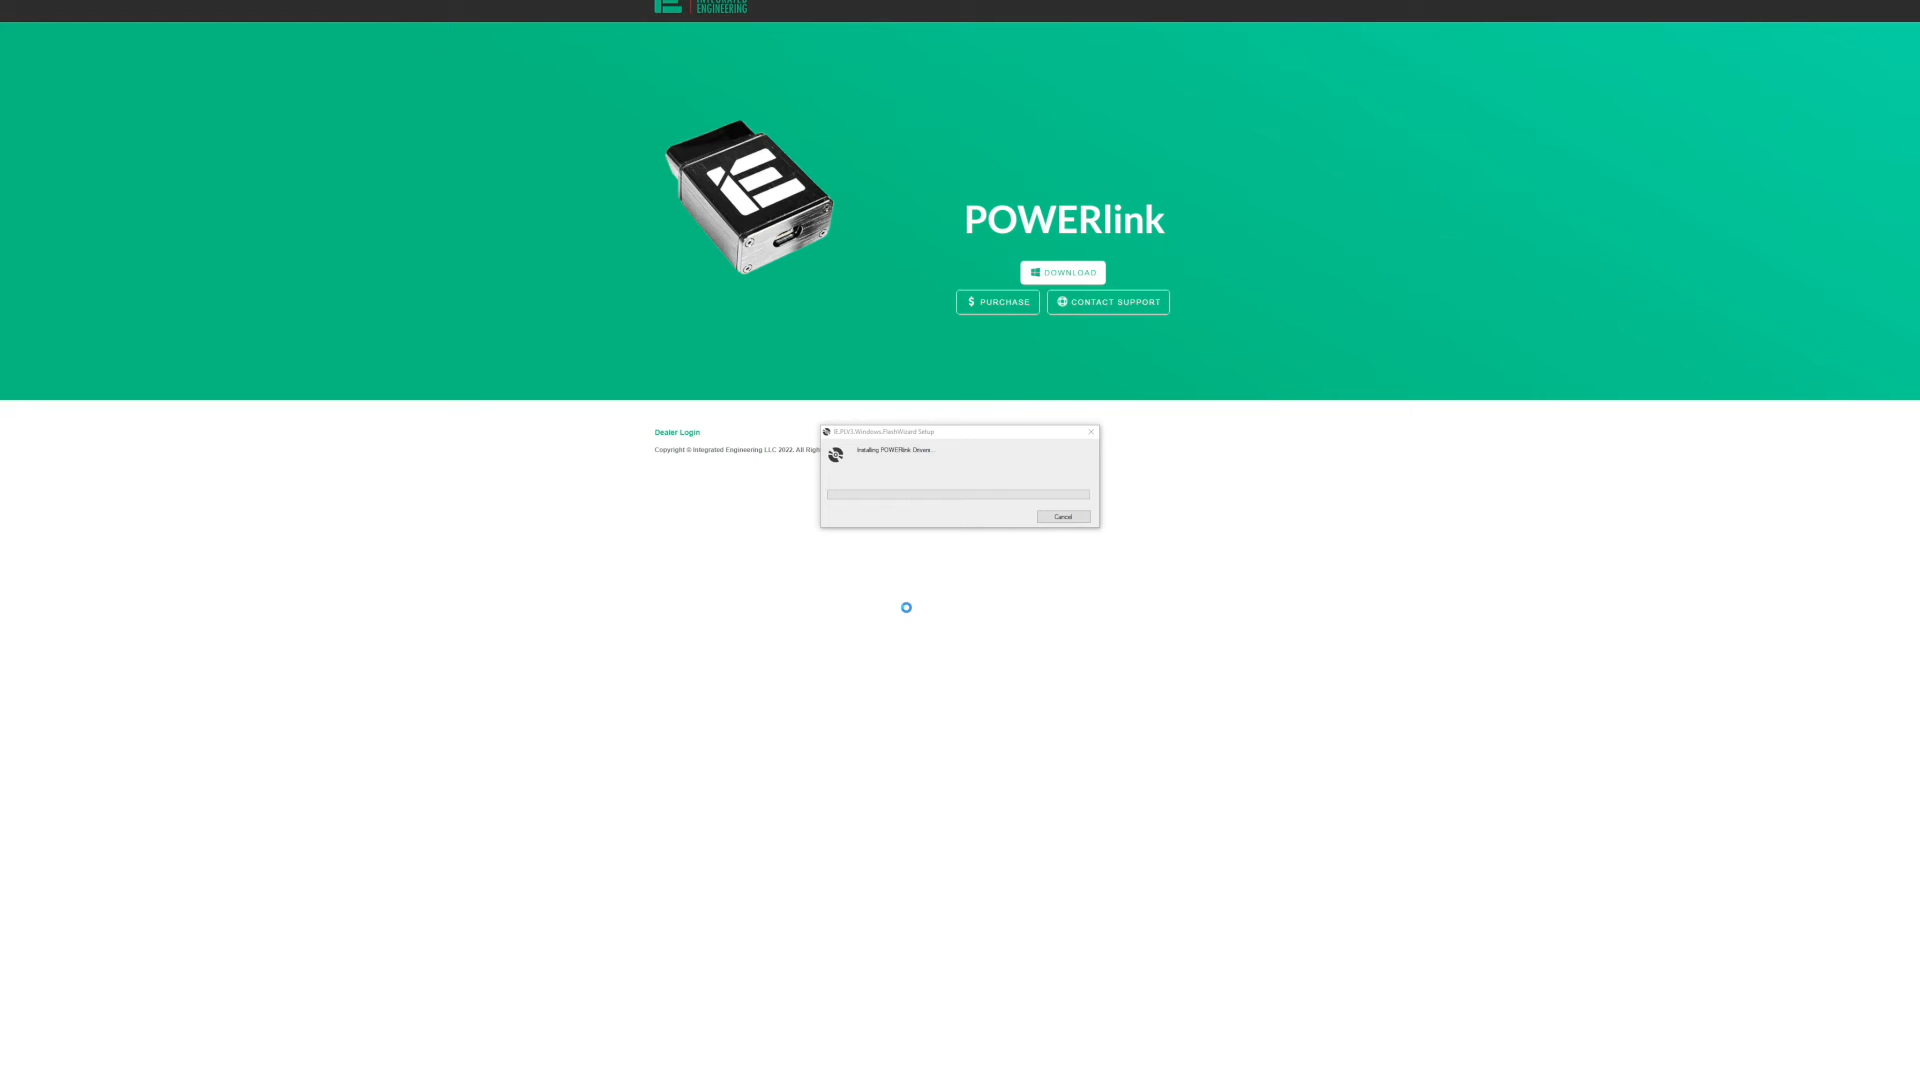 ENGINEERING
IE
POWERlink
DOWNLOAD
$ PURCHASE
CONTACT SUPPORT
Dealer Login
IE.PLV3.Windows.FlashWizard Setup
Copyright © Integrated Engineering LLC 2022. All Righ
Installing POWERlink Drivers...
Cancel